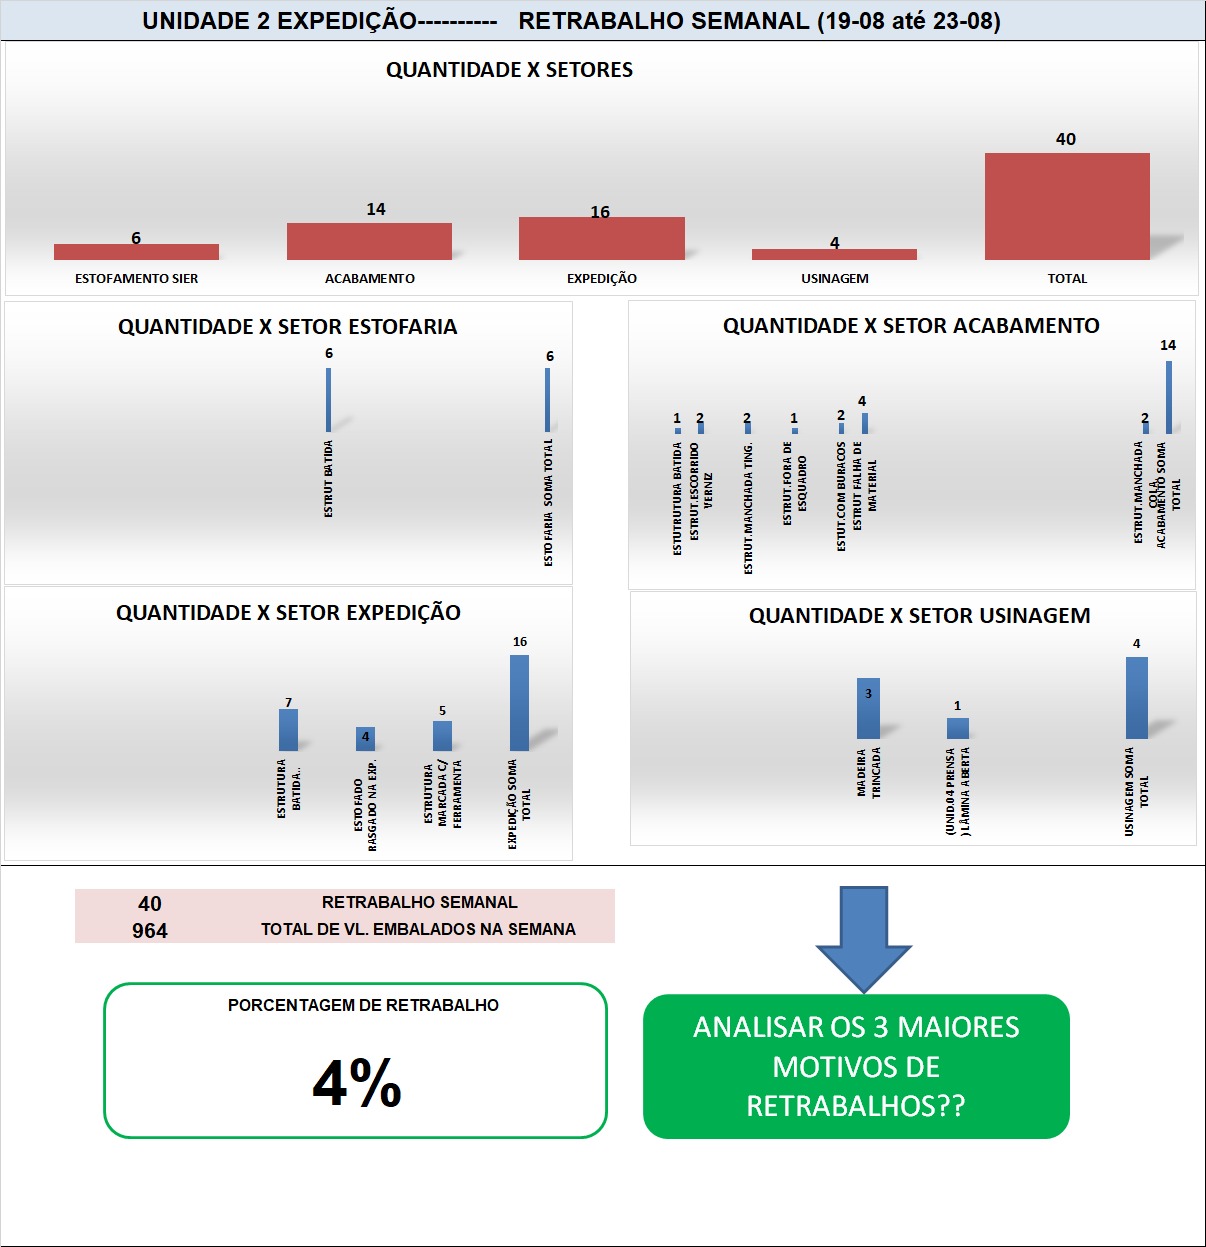 UNIDADE 2 EXPEDIÇÃO---------- RETRABALHO SEMANAL (19-08 até 23-08)
QUANTIDADE X SETORES
6
14
16
4
40
ESTOFAMENTO SIER
ACABAMENTO
EXPEDIÇÃO
USINAGEM
TOTAL
QUANTIDADE X SETOR ESTOFARIA
6
6
ESTRUT BATIDA
ESTOFARIA SOMA TOTAL
QUANTIDADE X SETOR ACABAMENTO
1
2
2
1
2
4
2
14
ESTUTRUTURA BATIDA
ESTRUT.ESCORRIDO
VERNIZ
ESTRUT.MANCHADA TING.
ESTRUT.FORA DE
ESQUADRO
ESTUT.COM BURACOS
ESTRUT FALHA DE
MATERIAL
ESTRUT.MANCHADA
COLA
ACABAMENTO SOMA
TOTAL
QUANTIDADE X SETOR EXPEDIÇÃO
7
4
5
16
ESTRUTURA
BATIDA..
ESTOFADO
RASGADO NA EXP.
ESTRUTURA
MARCADA C/
FERRAMENTA
EXPEDIÇÃO SOMA
TOTAL
QUANTIDADE X SETOR USINAGEM
3
1
4
MADEIRA
TRINCADA
(UNID.04 PRENSA
) LÂMINA ABERTA
USINAGEM SOMA
TOTAL
40 RETRABALHO SEMANAL
964 TOTAL DE VL. EMBALADOS NA SEMANA
PORCENTAGEM DE RETRABALHO
4%
ANALISAR OS 3 MAIORES
MOTIVOS DE
RETRABALHOS??